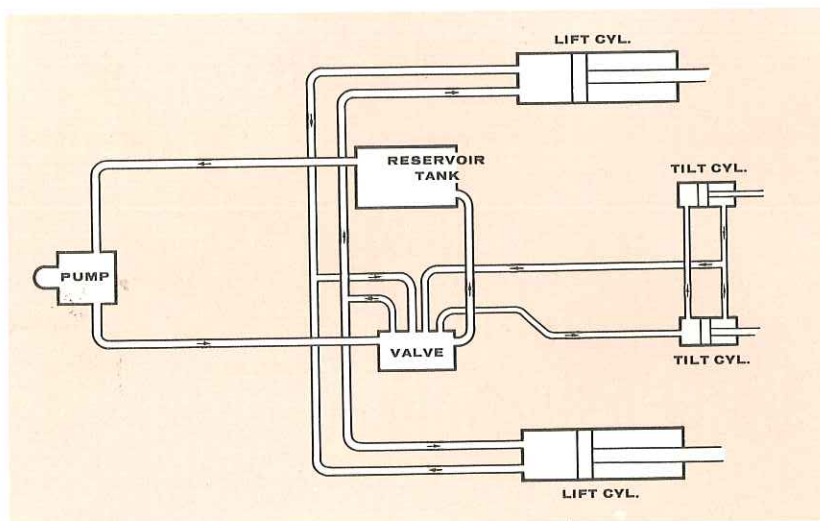 LIFT CYL.
RESERVOIR
TANK
TILT CYL.
PUMP
VALVE
TILT CYL.
LIFT CYL.